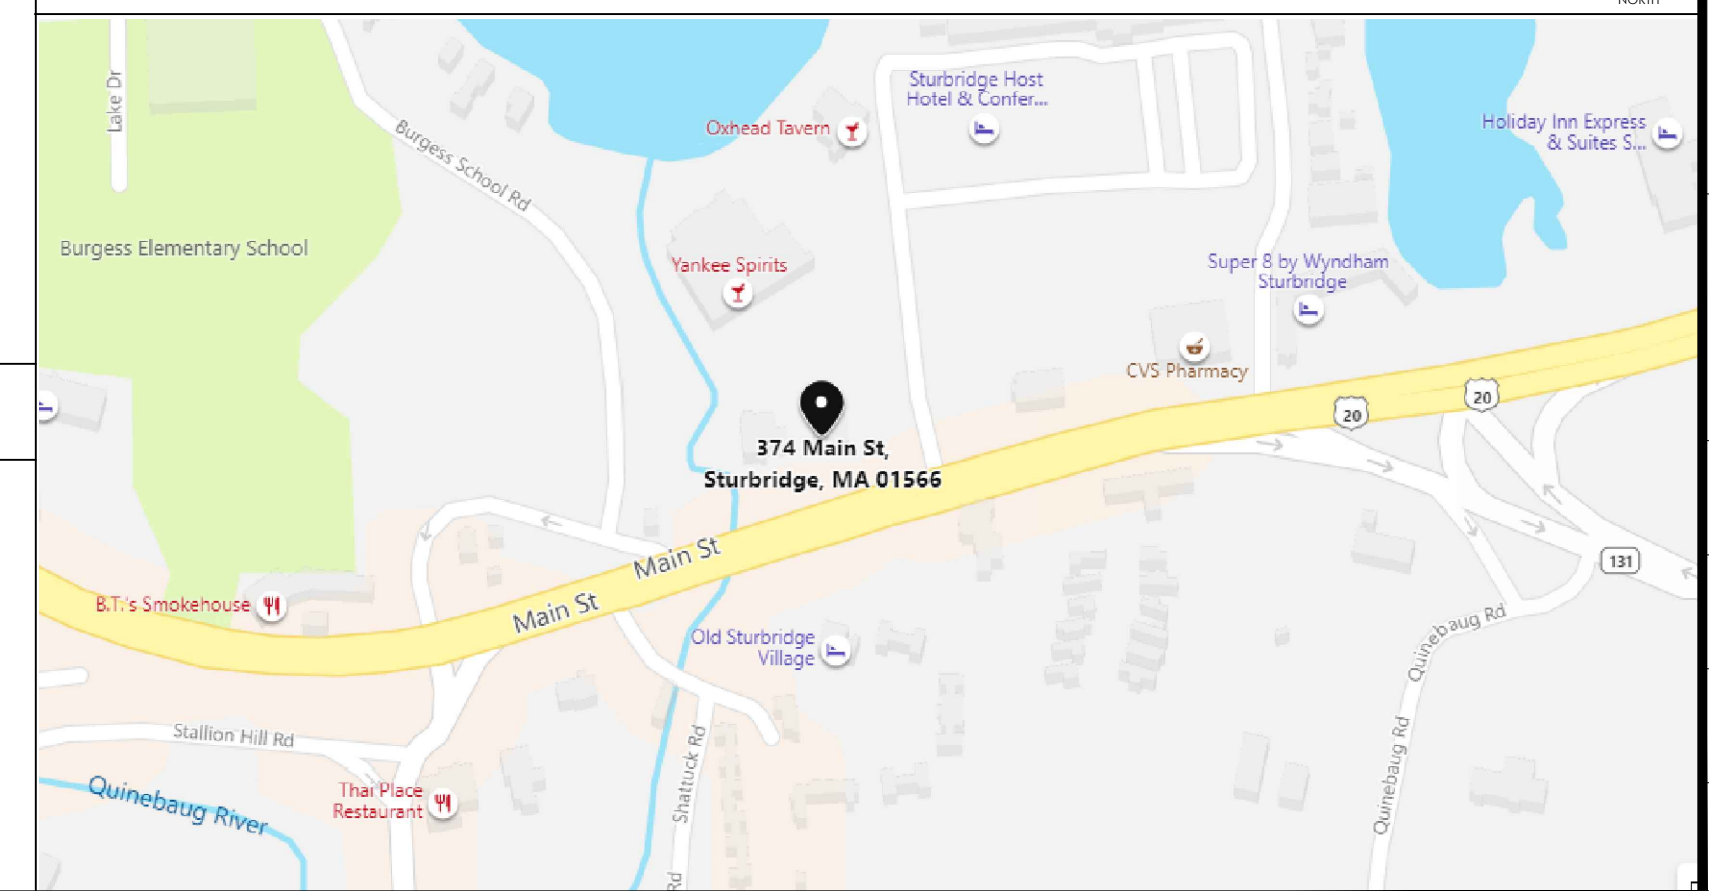 NORTH
Lake Dr
Burgess School Rd
Sturbridge Host
Hotel & Confer...
Oxhead Tavern
Holiday Inn Express
& Suites S...
Burgess Elementary School
Yankee Spirits
Super 8 by Wyndham
Sturbridge
CVS Pharmacy
374 Main St,
Sturbridge, MA 01566
20
20
Main St
Main St
131
B.T.'s Smokehouse
Old Sturbridge
Village
Quinebaug Rd
Stallion Hill Rd
Shattuck Rd
Quinebaug Rd
Quinebaug River
Thai Place
Restaurant
Rd